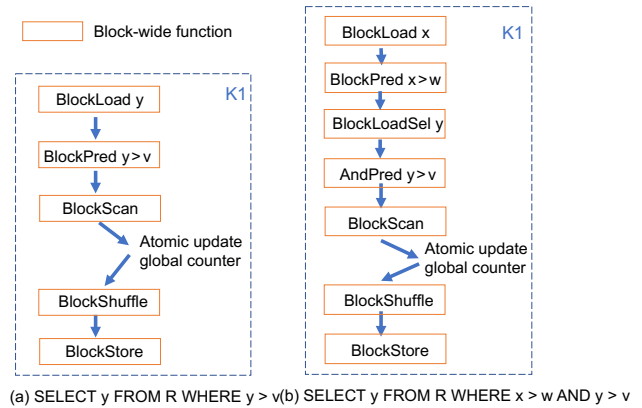 Block-wide function
K1
BlockLoad y
BlockPred y > v
BlockScan
Atomic update
global counter
BlockShuffle
BlockStore
(a) SELECT y FROM R WHERE y > v
K1
BlockLoad x
BlockPred x > w
BlockLoadSel y
AndPred y > v
BlockScan
Atomic update
global counter
BlockShuffle
BlockStore
(b) SELECT y FROM R WHERE x > w AND y > v